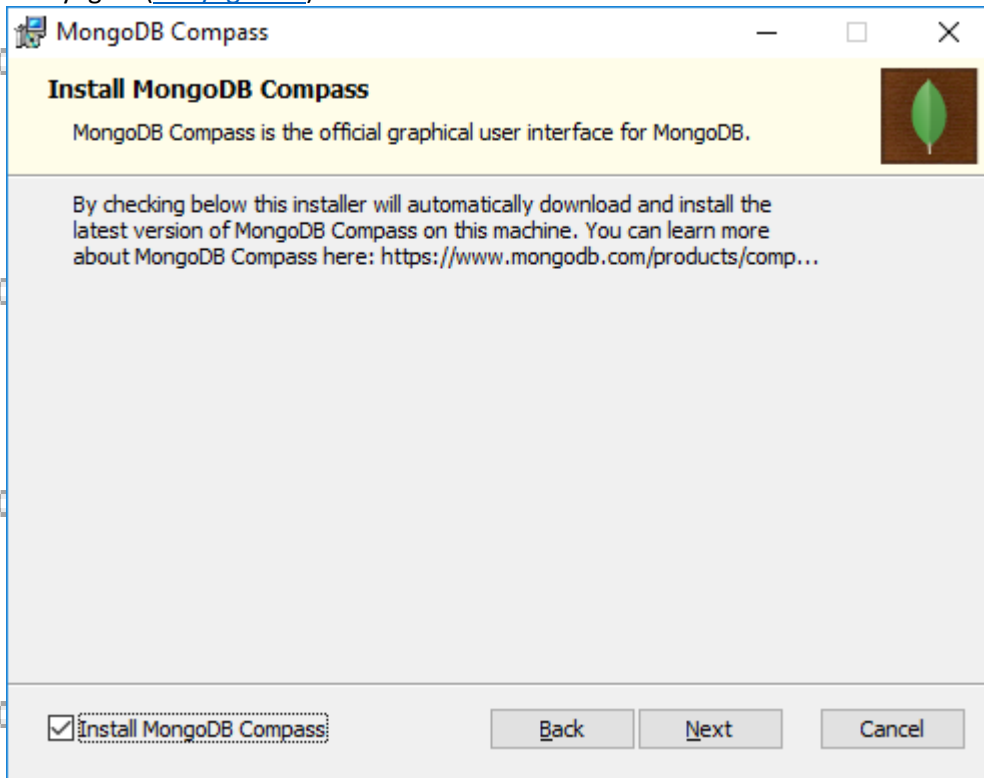 MongoDB Compass
Install MongoDB Compass
MongoDB Compass is the official graphical user interface for MongoDB.
By checking below this installer will automatically download and install the
latest version of MongoDB Compass on this machine. You can learn more
about MongoDB Compass here: https://www.mongodb.com/products/comp...
Install MongoDB Compass
Back
Next
Cancel